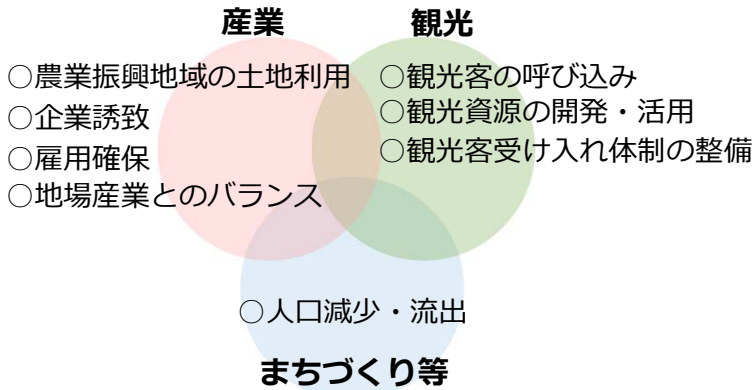 産業
○農業振興地域の土地利用
○企業誘致
○雇用確保
○地場産業とのバランス
観光
○観光客の呼び込み
○観光資源の開発・活用
○観光客受け入れ体制の整備
○人口減少・流出
まちづくり等